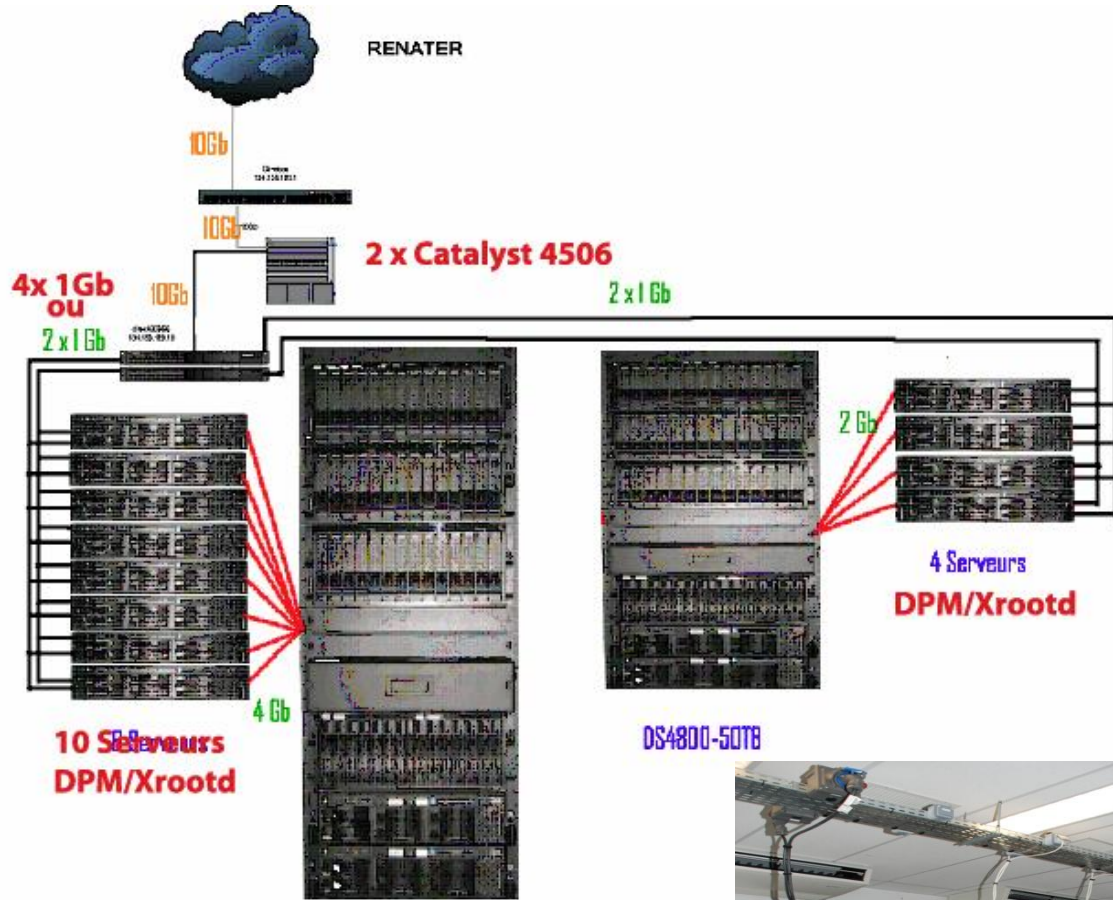 RENATER
10Gb
10Gb
2 x Catalyst 4506
4x 1Gb
ou
10Gb
2 x 1 Gb
2 x 1 Gb
2 Gb
4 Serveurs
DPM/Xrootd
4 Gb
10 Serveurs
DPM/Xrootd
DS4800-50TB